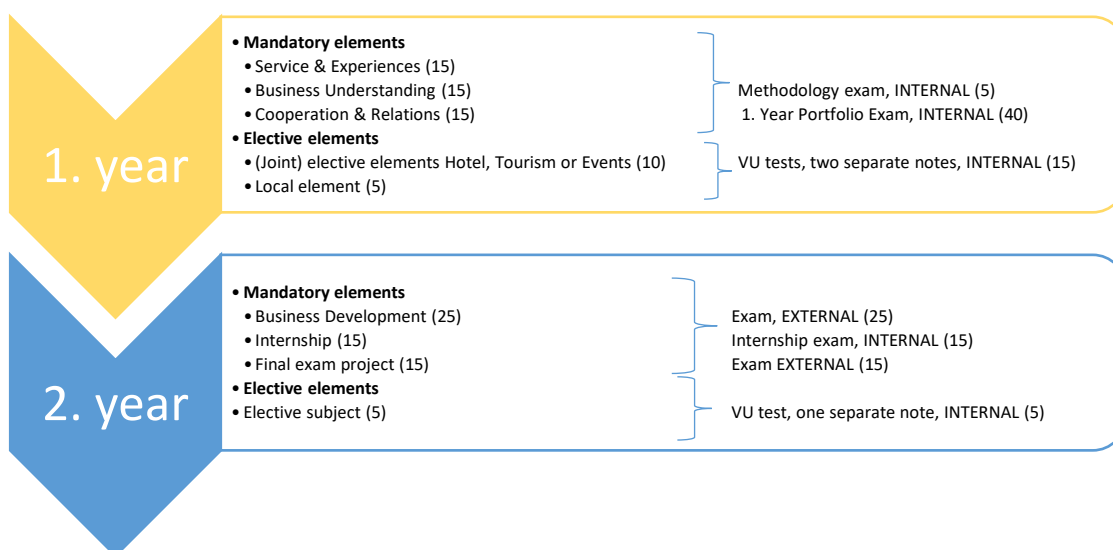 1. year
• Mandatory elements
• Service & Experiences (15)
• Business Understanding (15)
• Cooperation & Relations (15)
• Elective elements
• (Joint) elective elements Hotel, Tourism or Events (10)
• Local element (5)
Methodology exam, INTERNAL (5)
1. Year Portfolio Exam, INTERNAL (40)
VU tests, two separate notes, INTERNAL (15)
2. year
• Mandatory elements
• Business Development (25)
• Internship (15)
• Final exam project (15)
• Elective elements
• Elective subject (5)
Exam, EXTERNAL (25)
Internship exam, INTERNAL (15)
Exam EXTERNAL (15)
VU test, one separate note, INTERNAL (5)